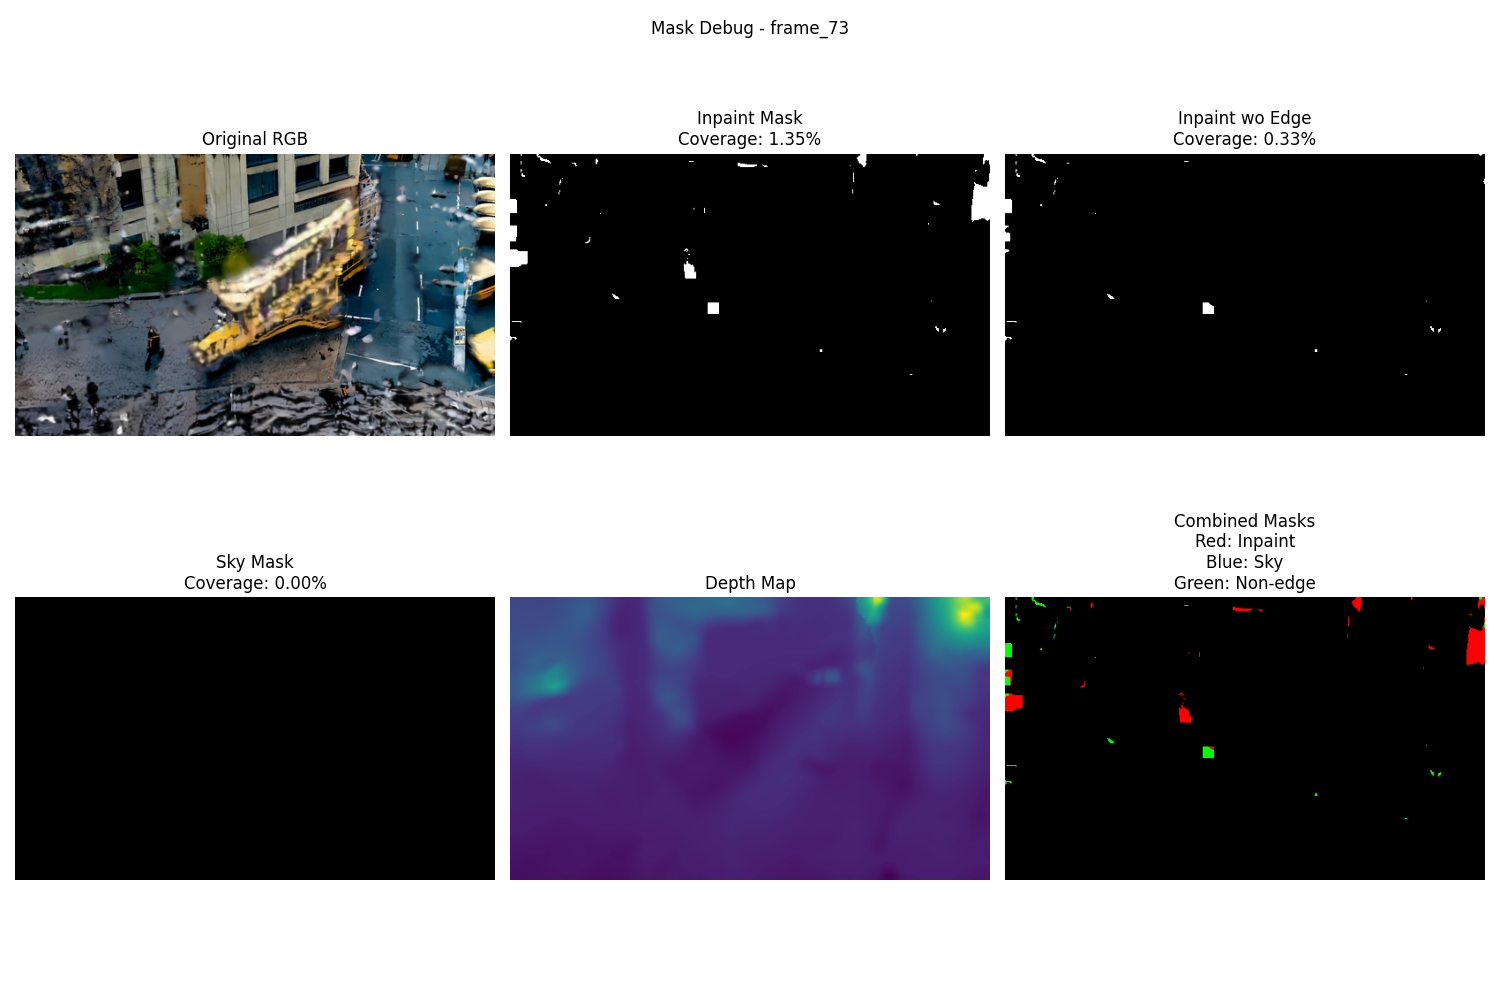 Mask Debug - frame_73
Original RGB
Inpaint Mask
Coverage: 1.35%
Inpaint wo Edge
Coverage: 0.33%
Sky Mask
Coverage: 0.00%
Depth Map
Combined Masks
Red: Inpaint
Blue: Sky
Green: Non-edge